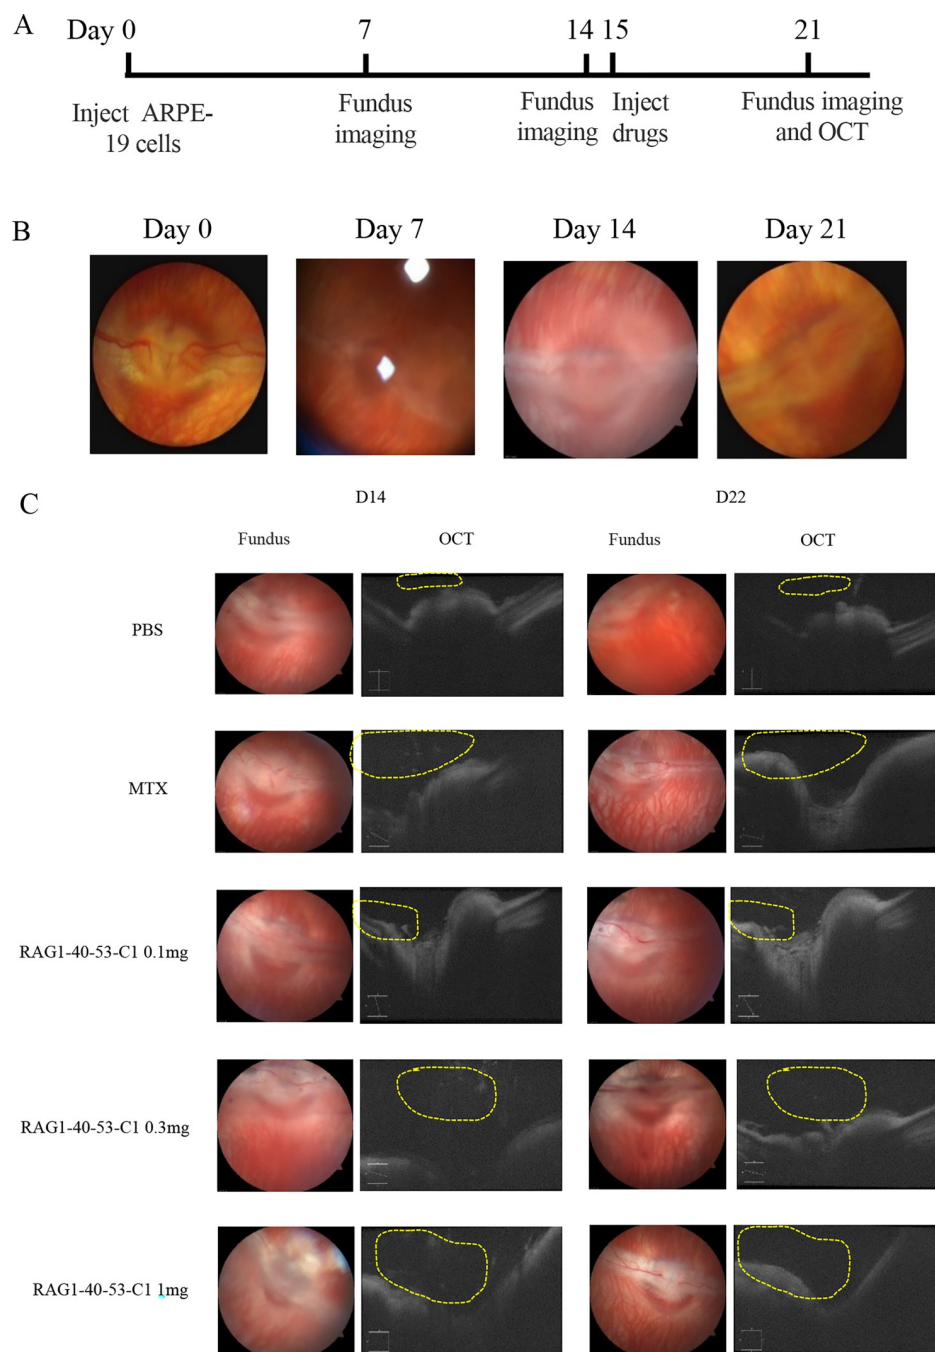 A
Day 0 7 14 15 21
Inject ARPE-
19 cells
Fundus
imaging
Fundus
imaging
Inject
drugs
Fundus imaging
and OCT
B
Day 0 Day 7 Day 14 Day 21
C
D14 D22
Fundus OCT Fundus OCT
PBS
MTX
RAG1-40-53-C1 0.1mg
RAG1-40-53-C1 0.3mg
RAG1-40-53-C1 1mg